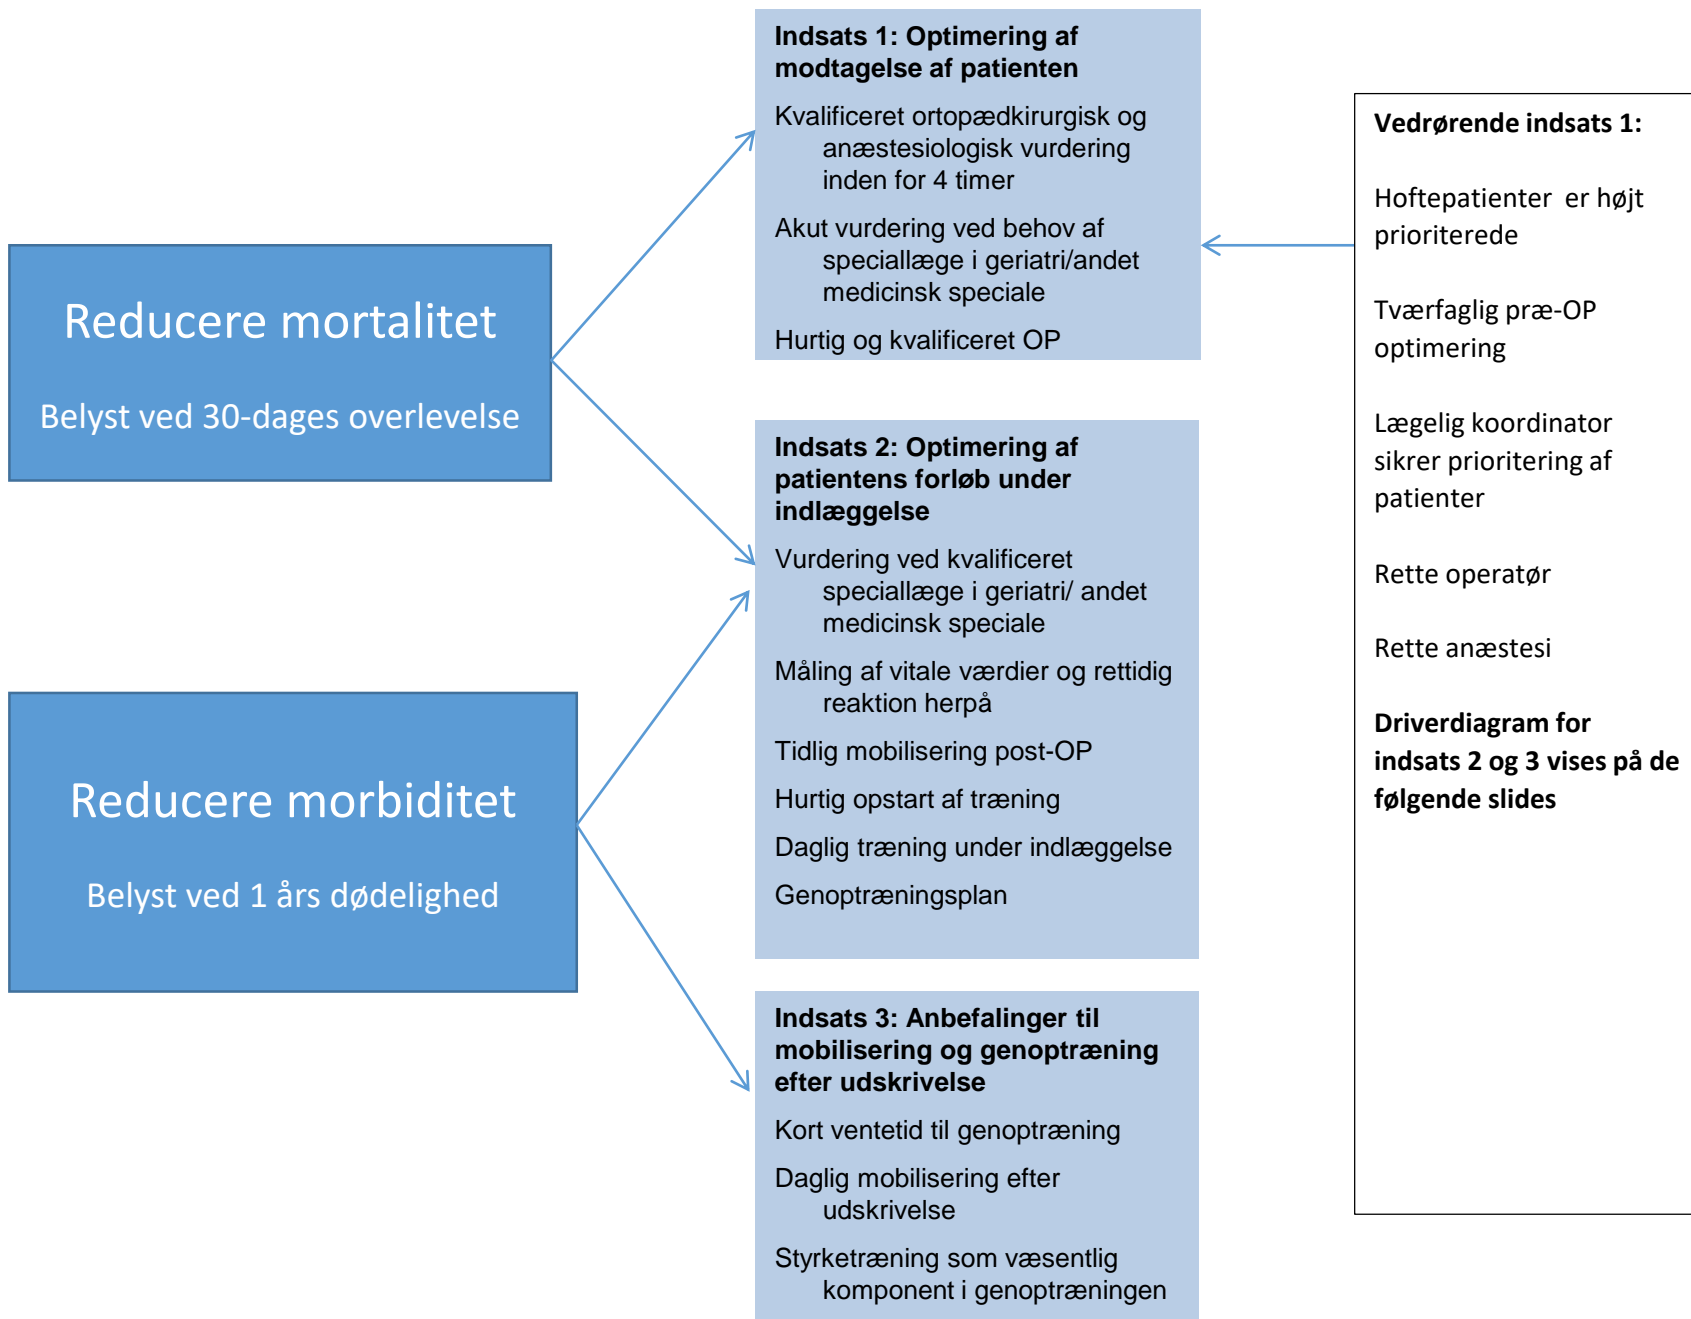 Reducere mortalitet
Belyst ved 30-dages overlevelse
Reducere morbiditet
Belyst ved 1 års dødelighed
Indsats 1: Optimering af
modtagelse af patienten
Kvalificeret ortopædkirurgisk og
anæstesiologisk vurdering
inden for 4 timer
Akut vurdering ved behov af
speciallæge i geriatri/andet
medicinsk speciale
Hurtig og kvalificeret OP
Indsats 2: Optimering af
patientens forløb under
indlæggelse
Vurdering ved kvalificeret
speciallæge i geriatri/ andet
medicinsk speciale
Måling af vitale værdier og rettidig
reaktion herpå
Tidlig mobilisering post-OP
Hurtig opstart af træning
Daglig træning under indlæggelse
Genoptræningsplan
Indsats 3: Anbefalinger til
mobilisering og genoptræning
efter udskrivelse
Kort ventetid til genoptræning
Daglig mobilisering efter
udskrivelse
Styrketræning som væsentlig
komponent i genoptræningen
Vedrørende indsats 1:
Hoftepatienter  er højt
prioriterede
Tværfaglig præ-OP
optimering
Lægelig koordinator
sikrer prioritering af
patienter
Rette operatør
Rette anæstesi
Driverdiagram for
indsats 2 og 3 vises på de
følgende slides